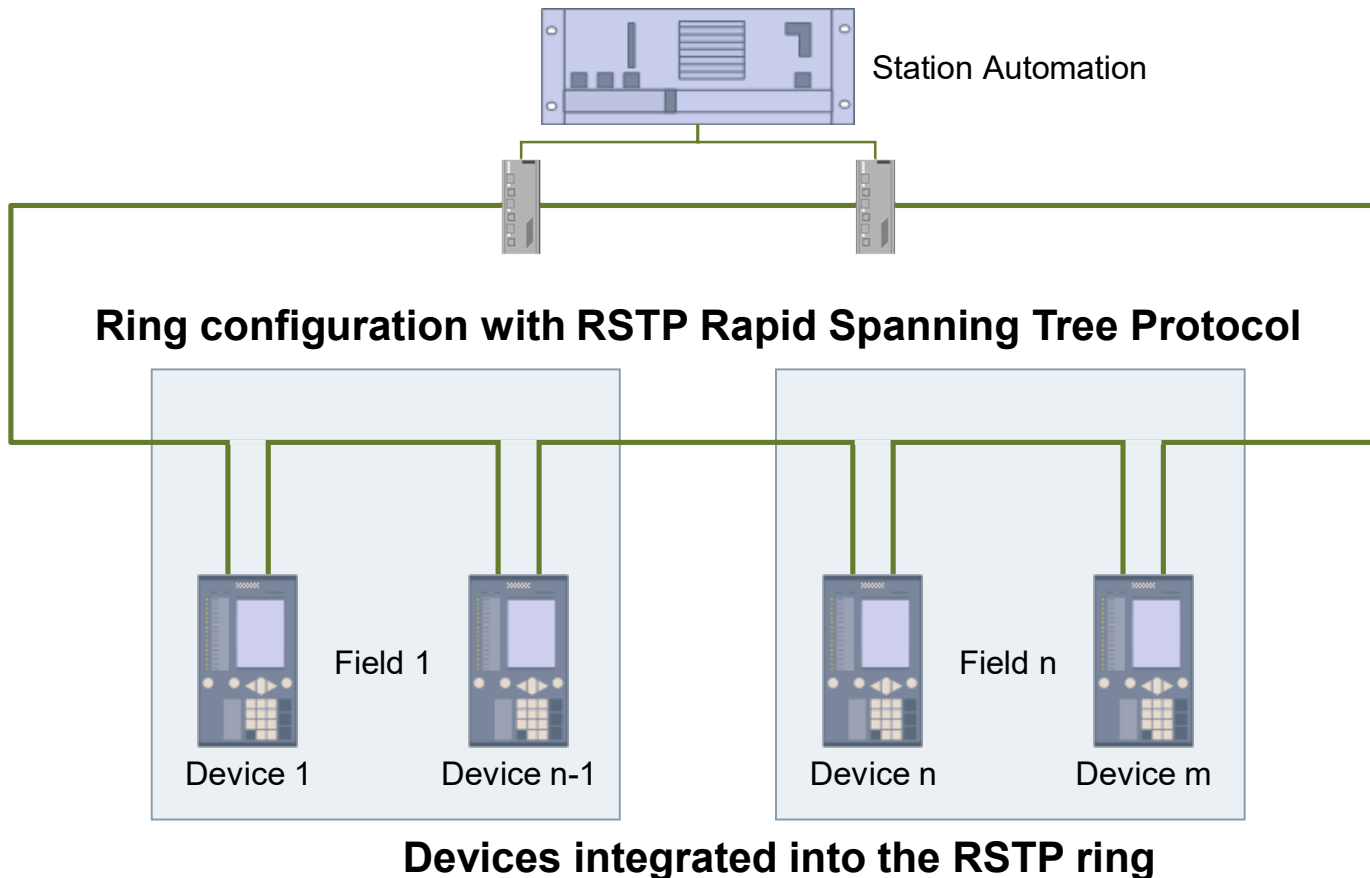 Station Automation
Ring configuration with RSTP Rapid Spanning Tree Protocol
Field 1
Field n
Device 1
Device n-1
Device n
Device m
Devices integrated into the RSTP ring